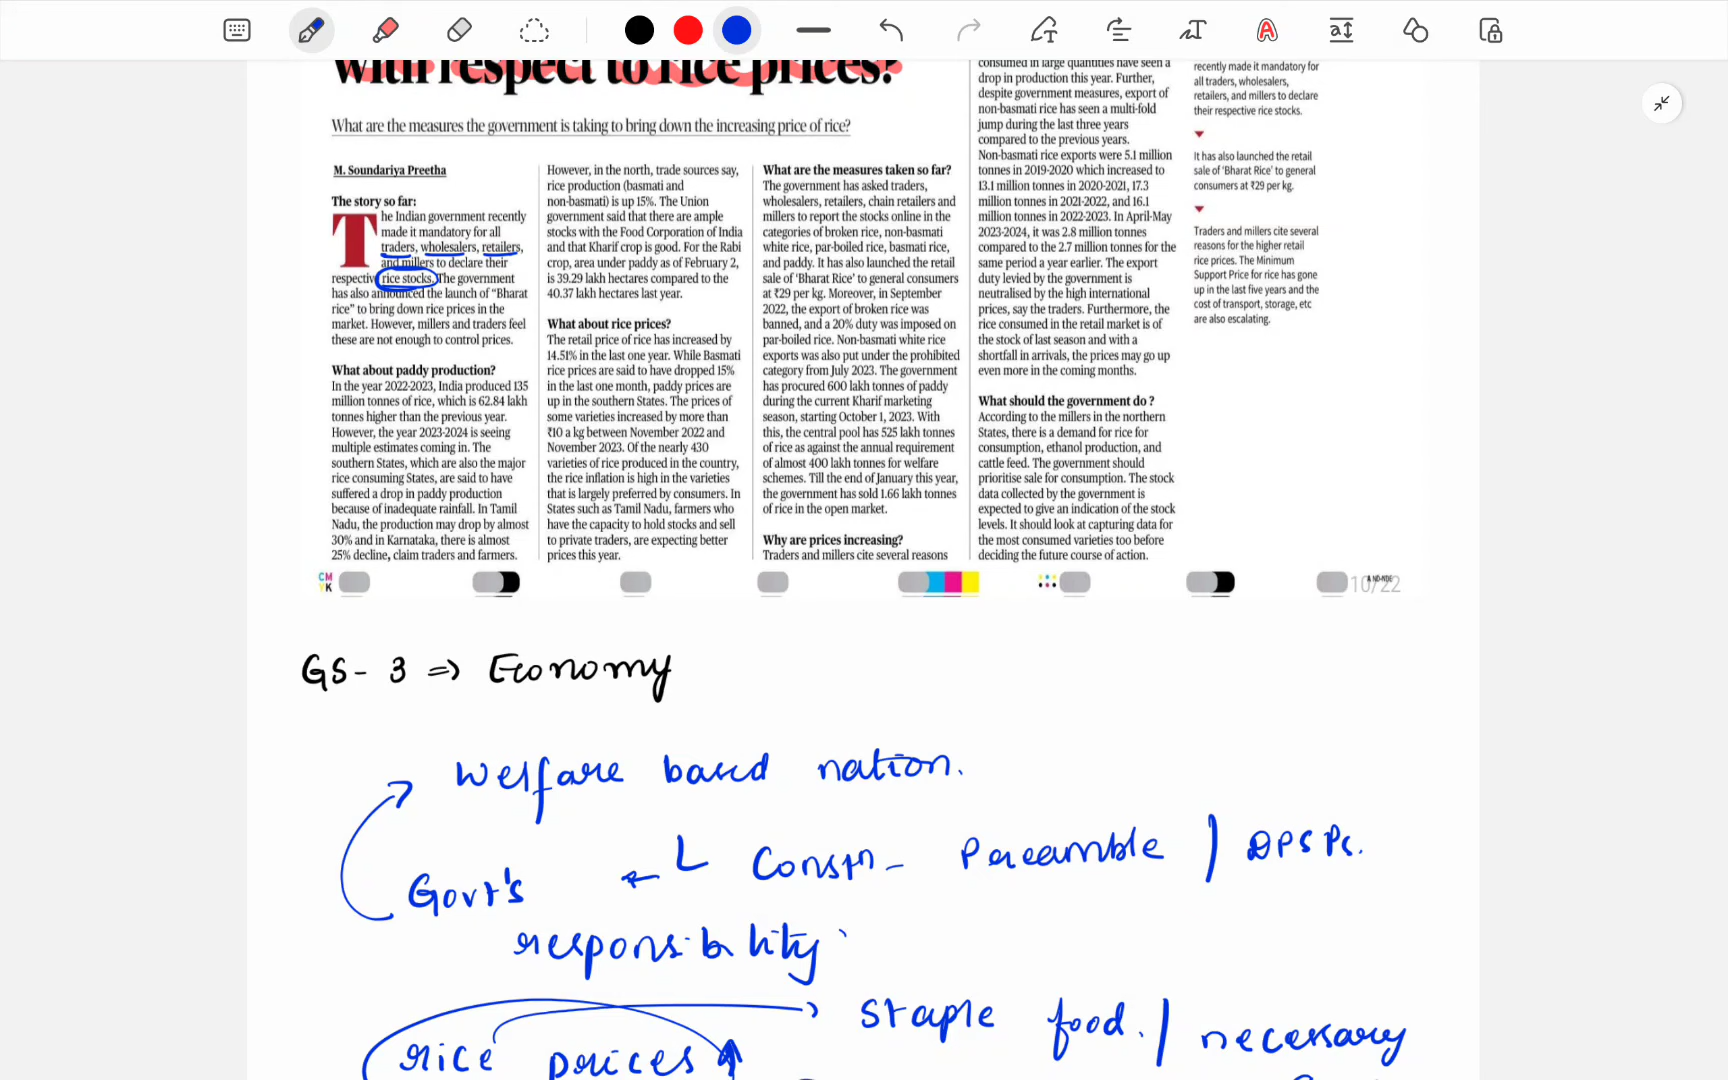 with respect to rice prices?
What are the measures the government is taking to bring down the increasing price of rice?
M. Soundariya Preetha
The story so far:
The Indian government recently
made it mandatory for all
traders, wholesalers, retailers,
and millers to declare their
respective rice stocks. The government
has also announced the launch of “Bharat
rice” to bring down rice prices in the
market. However, millers and traders feel
these are not enough to control prices.
What about paddy production?
In the year 2022-2023, India produced 135
million tonnes of rice, which is 62.84 lakh
tonnes higher than the previous year.
However, the year 2023-2024 is seeing
multiple estimates coming in. The
southern States, which are also the major
rice consuming States, are said to have
suffered a drop in paddy production
because of inadequate rainfall. In Tamil
Nadu, the production may drop by almost
30% and in Karnataka, there is almost
25% decline, claim traders and farmers.
However, in the north, trade sources say,
rice production (basmati and
non-basmati) is up 15%. The Union
government said that there are ample
stocks with the Food Corporation of India
and that Kharif crop is good. For the Rabi
crop, area under paddy as of February 2,
is 39.29 lakh hectares compared to the
40.37 lakh hectares last year.
What about rice prices?
The retail price of rice has increased by
14.51% in the last one year. While Basmati
rice prices are said to have dropped 15%
in the last one month, paddy prices are
up in the southern States. The prices of
some varieties increased by more than
₹10 a kg between November 2022 and
November 2023. Of the nearly 430
varieties of rice produced in the country,
the rice inflation is high in the varieties
that is largely preferred by consumers. In
States such as Tamil Nadu, farmers who
have the capacity to hold stocks and sell
to private traders, are expecting better
prices this year.
What are the measures taken so far?
The government has asked traders,
wholesalers, retailers, chain retailers and
millers to report the stocks online in the
categories of broken rice, non-basmati
white rice, par-boiled rice, basmati rice,
and paddy. It has also launched the retail
sale of ‘Bharat Rice’ to general consumers
at ₹29 per kg. Moreover, in September
2022, the export of broken rice was
banned, and a 20% duty was imposed on
par-boiled rice. Non-basmati white rice
exports was also put under the prohibited
category from July 2023. The government
has procured 600 lakh tonnes of paddy
during the current Kharif marketing
season, starting October 1, 2023. With
this, the central pool has 525 lakh tonnes
of rice as against the annual requirement
of almost 400 lakh tonnes for welfare
schemes. Till the end of January this year,
the government has sold 1.66 lakh tonnes
of rice in the open market.
Why are prices increasing?
Traders and millers cite several reasons
consumed in large quantities have seen a
drop in production this year. Further,
despite government measures, export of
non-basmati rice has seen a multi-fold
jump during the last three years
compared to the previous years.
Non-basmati rice exports were 5.1 million
tonnes in 2019-2020 which increased to
13.1 million tonnes in 2020-2021, 17.3
million tonnes in 2021-2022, and 16.1
million tonnes in 2022-2023. In April-May
2023-2024, it was 2.8 million tonnes
compared to the 2.7 million tonnes for the
same period a year earlier. The export
duty levied by the government is
neutralised by the high international
prices, say the traders. Furthermore, the
rice consumed in the retail market is of
the stock of last season and with a
shortfall in arrivals, the prices may go up
even more in the coming months.
What should the government do ?
According to the millers in the northern
States, there is a demand for rice for
consumption, ethanol production, and
cattle feed. The government should
prioritise sale for consumption. The stock
data collected by the government is
expected to give an indication of the stock
levels. It should look at capturing data for
the most consumed varieties too before
deciding the future course of action.
recently made it mandatory for
all traders, wholesalers,
retailers, and millers to declare
their respective rice stocks.
It has also launched the retail
sale of ‘Bharat Rice’ to general
consumers at ₹29 per kg.
Traders and millers cite several
reasons for the higher retail
rice prices. The Minimum
Support Price for rice has gone
up in the last five years and the
cost of transport, storage, etc
are also escalating.
CM
YK
A ND-NDE
10/22
GS - 3 => Economy
Welfare based nation.
Constn - Preamble / DPSPs.
Govt's
responsibility
Staple food. / necessary
rice prices